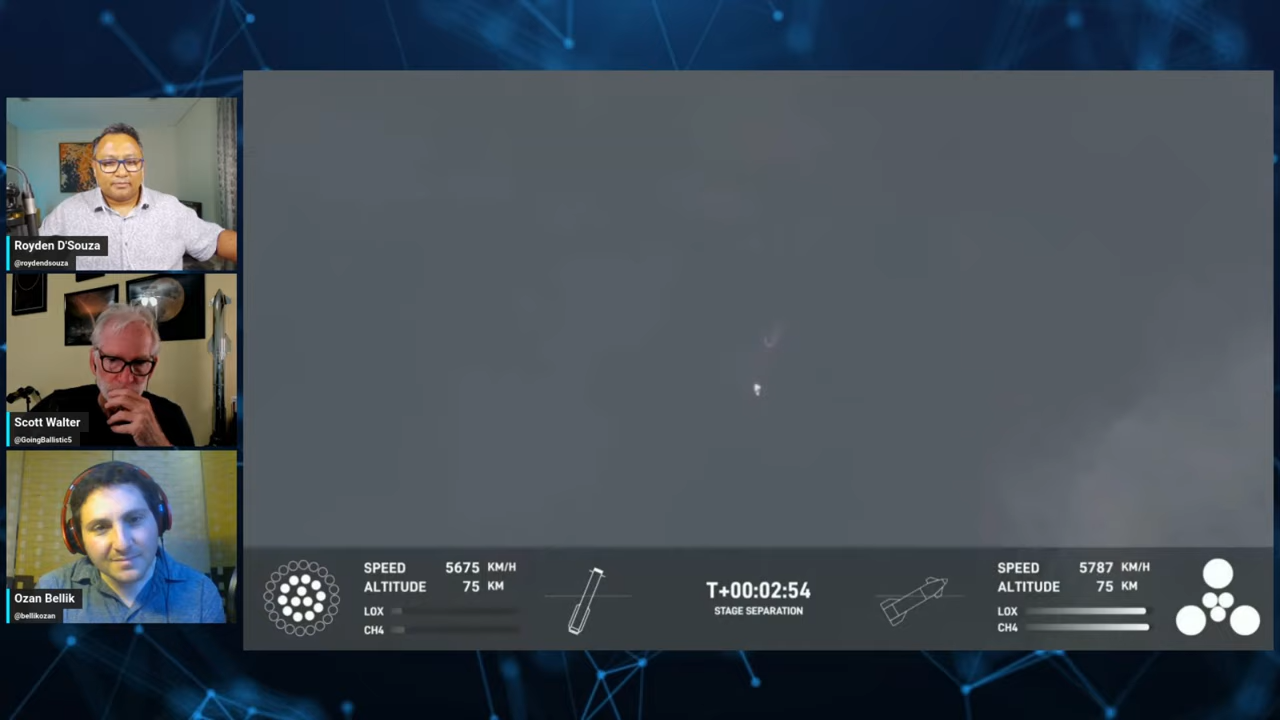 Royden D'Souza
@roydendsouza
Scott Walter
@GoingBallistic5
Ozan Bellik
@bellikozan
SPEED 5675 KM/H
ALTITUDE 75 KM
LOX
CH4
T+00:02:54
STAGE SEPARATION
SPEED 5787 KM/H
ALTITUDE 75 KM
LOX
CH4